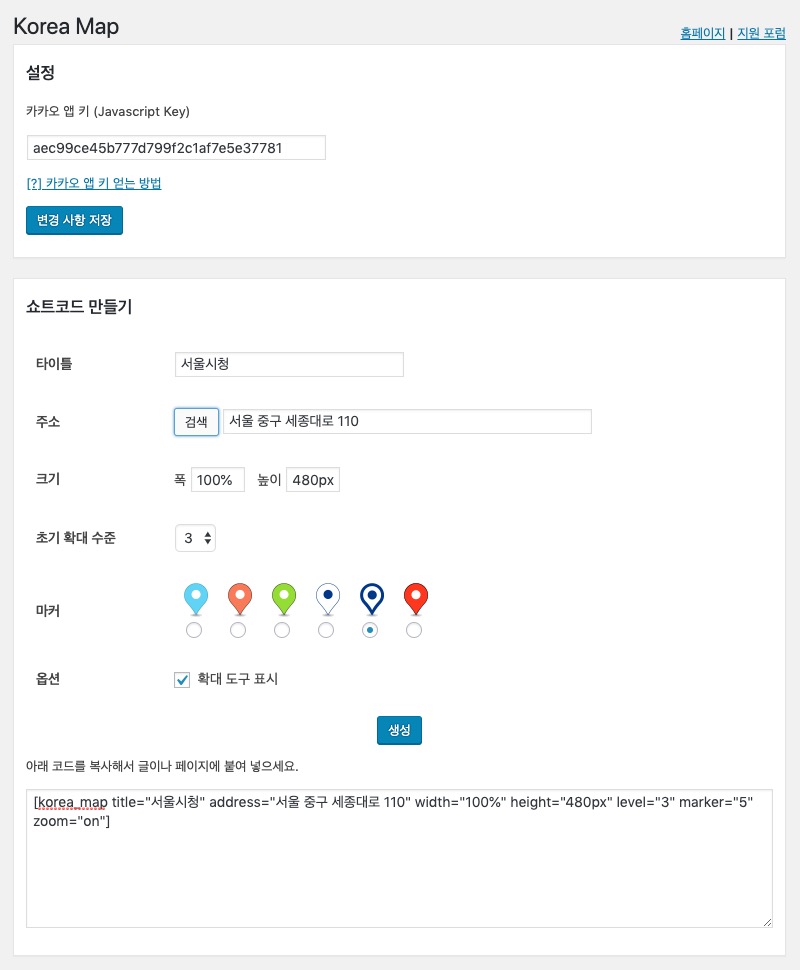 Korea Map
홈페이지 | 지원 포럼
설정
카카오 앱 키 (Javascript Key)
aec99ce45b777d799f2c1af7e5e37781
[?] 카카오 앱 키 얻는 방법
변경 사항 저장
쇼트코드 만들기
타이틀 서울시청
주소 검색 서울 중구 세종대로 110
크기 폭 100% 높이 480px
초기 확대 수준 3
마커
옵션 확대 도구 표시
생성
아래 코드를 복사해서 글이나 페이지에 붙여 넣으세요.
[korea_map title="서울시청" address="서울 중구 세종대로 110" width="100%" height="480px" level="3" marker="5"
zoom="on"]